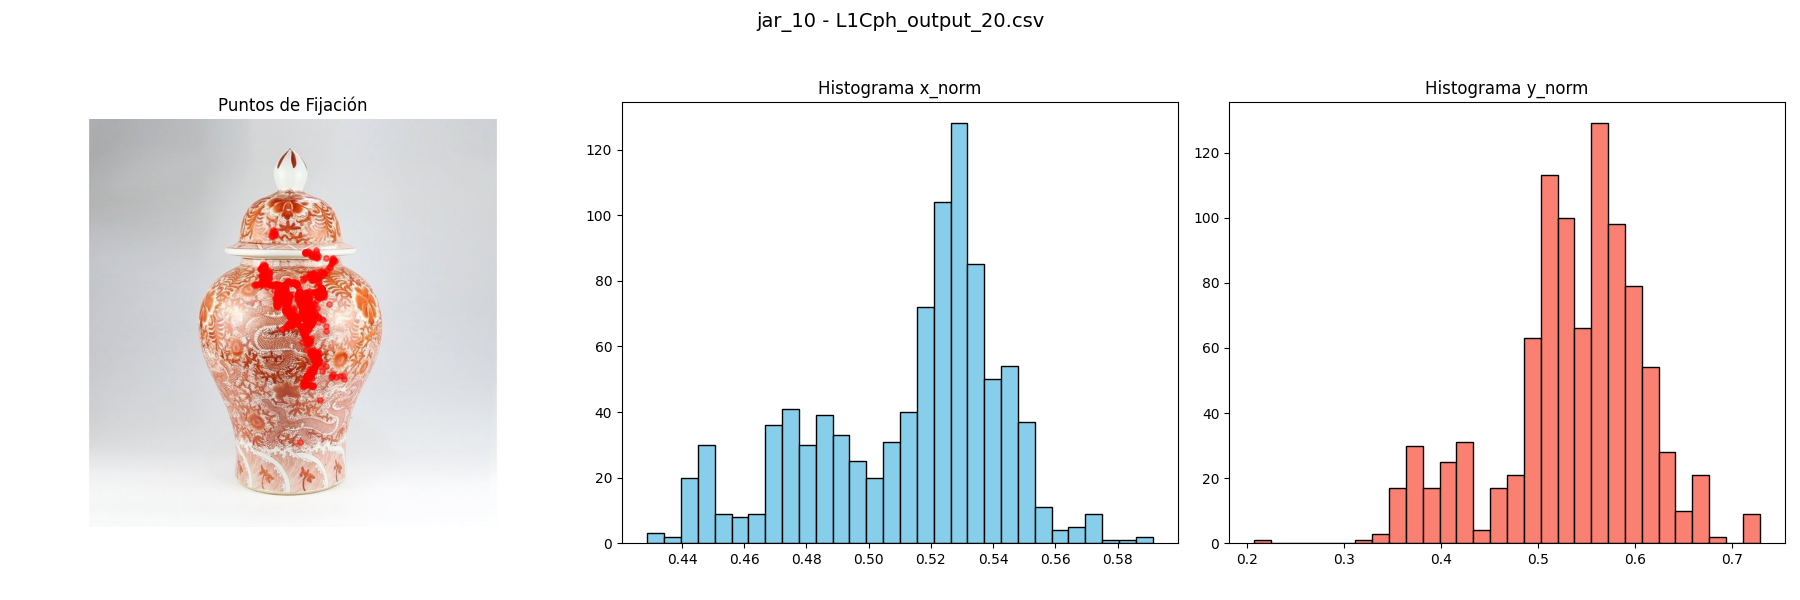 jar_10 - L1Cph_output_20.csv
Puntos de Fijación
Histograma x_norm
120
100
80
60
40
20
0
0.44 0.46 0.48 0.50 0.52 0.54 0.56 0.58
Histograma y_norm
120
100
80
60
40
20
0
0.2 0.3 0.4 0.5 0.6 0.7